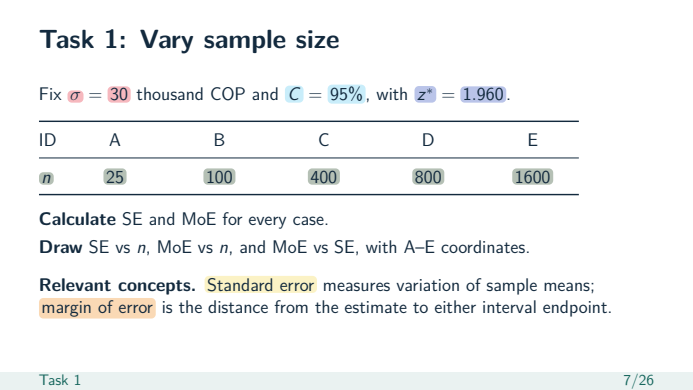 Task 1: Vary sample size
Fix σ = 30 thousand COP and C = 95%, with z* = 1.960.
ID A B C D E
n 25 100 400 800 1600
Calculate SE and MoE for every case.
Draw SE vs n, MoE vs n, and MoE vs SE, with A–E coordinates.
Relevant concepts. Standard error measures variation of sample means;
margin of error is the distance from the estimate to either interval endpoint.
Task 1 7/26